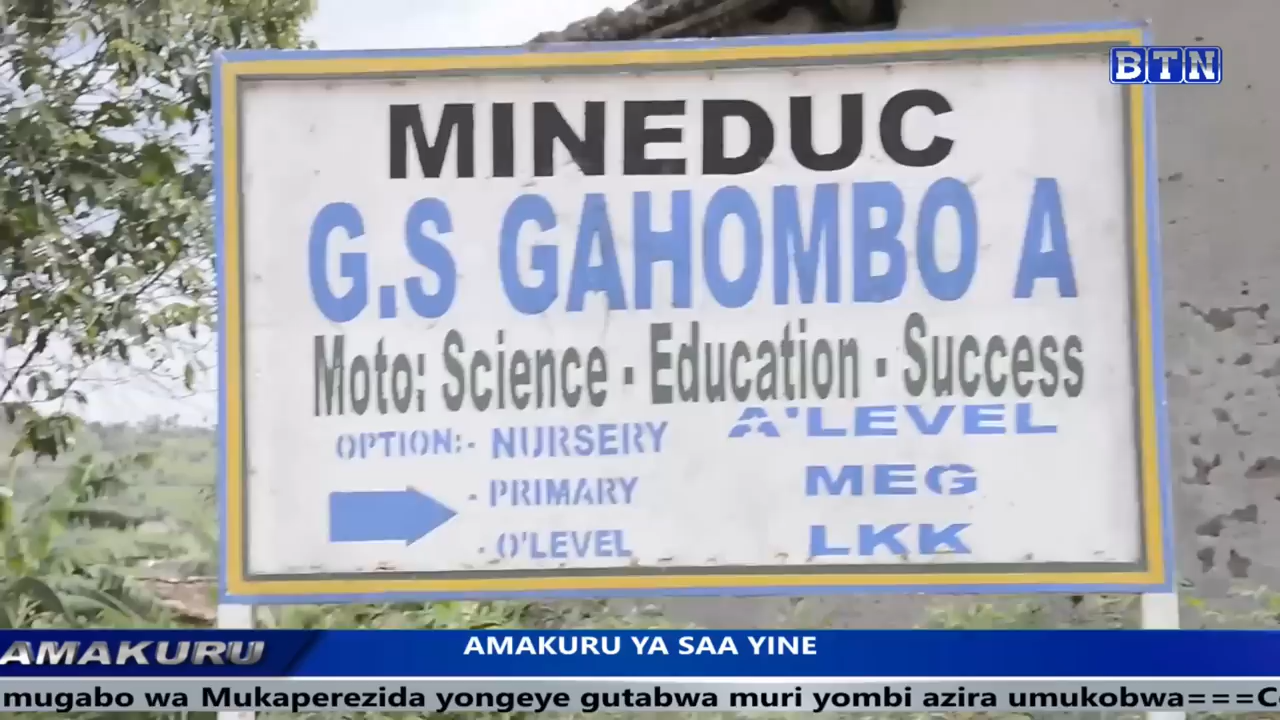 BTN
MINEDUC
G.S GAHOMBO A
Moto: Science - Education - Success
OPTION:- NURSERY
- PRIMARY
- O'LEVEL
A'LEVEL
MEG
LKK
AMAKURU
AMAKURU YA SAA YINE
mugabo wa Mukaperezida yongeye gutabwa muri yombi azira umukobwa===C